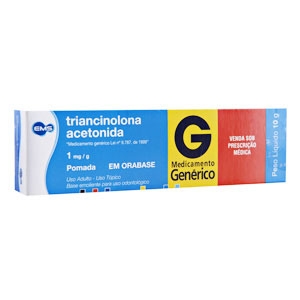 EMS
triancinolona
acetonida
"Medicamento genérico Lei nº 9.787, de 1999"
1 mg / g
Pomada EM ORABASE
Uso Adulto - Uso Tópico
Base emoliente para uso odontológico
G
Medicamento
Genérico
VENDA SOB
PRESCRIÇÃO
MÉDICA
Peso Líquido 10 g